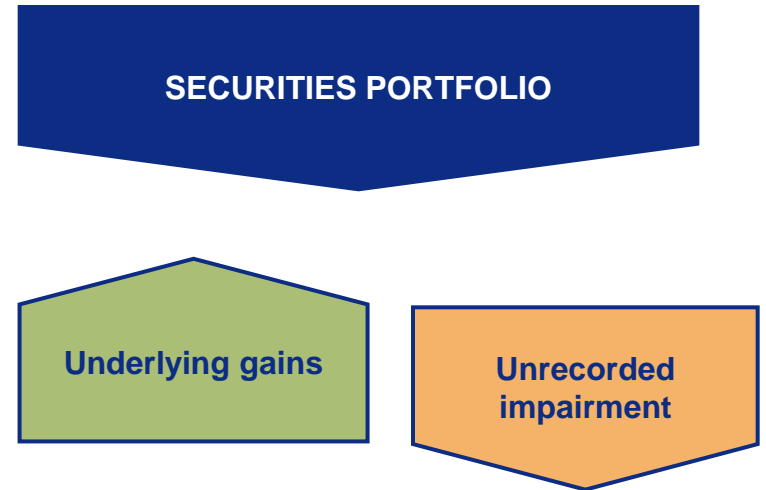 SECURITIES PORTFOLIO
Underlying gains
Unrecorded
impairment